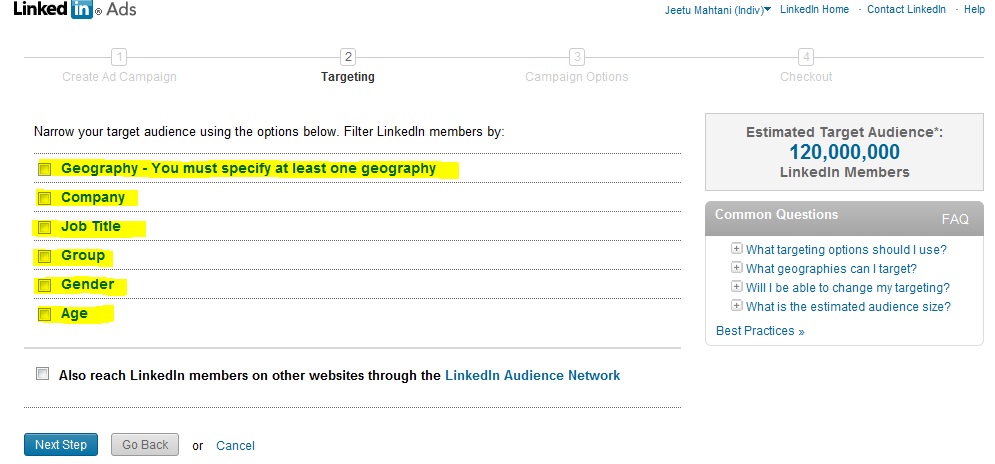 Linked in ® Ads
Jeetu Mahtani (Indiv) LinkedIn Home · Contact LinkedIn · Help
1 2 3 4
Create Ad Campaign Targeting Campaign Options Checkout
Narrow your target audience using the options below. Filter LinkedIn members by:
Geography - You must specify at least one geography
Company
Job Title
Group
Gender
Age
Also reach LinkedIn members on other websites through the LinkedIn Audience Network
Next Step Go Back or Cancel
Estimated Target Audience*:
120,000,000
LinkedIn Members
Common Questions FAQ
What targeting options should I use?
What geographies can I target?
Will I be able to change my targeting?
What is the estimated audience size?
Best Practices »